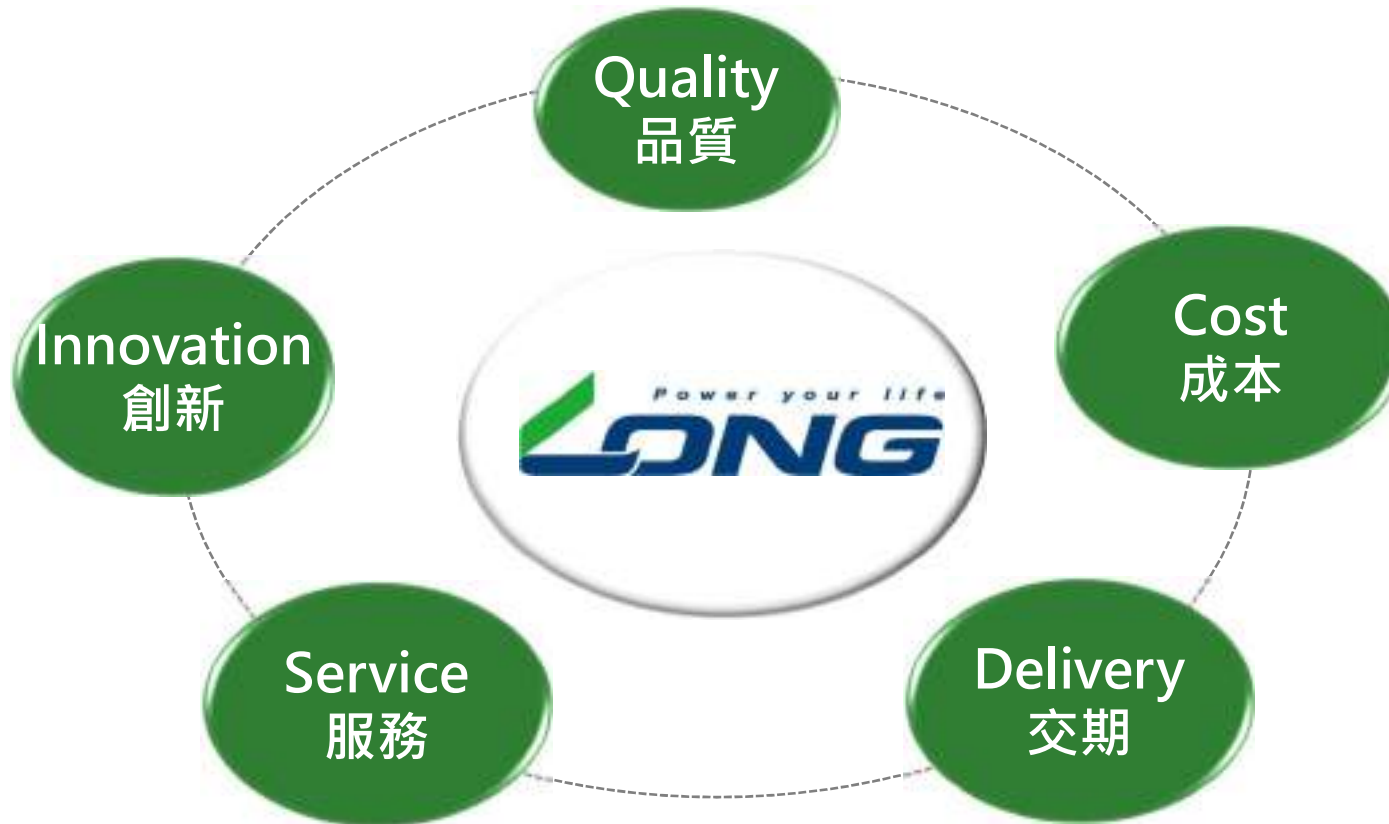 Quality
品質
Cost
成本
Innovation
創新
Power your life
LONG
Service
服務
Delivery
交期